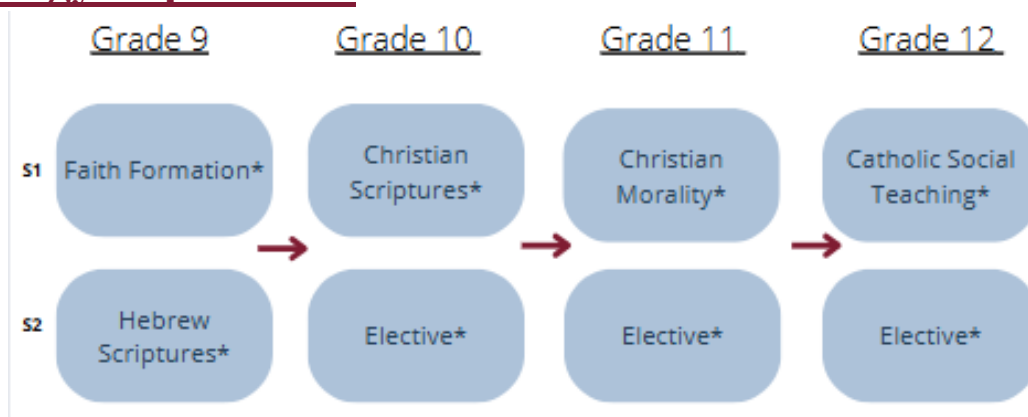 Grade 9 Grade 10 Grade 11 Grade 12
S1
Faith Formation*
Christian
Scriptures*
Christian
Morality*
Catholic Social
Teaching*
S2
Hebrew
Scriptures*
Elective*
Elective*
Elective*